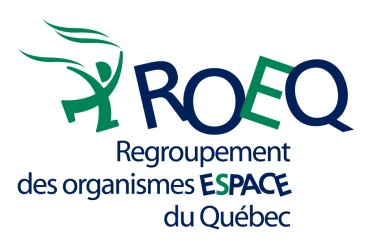 ROEQ
Regroupement
des organismes ESPACE
du Québec